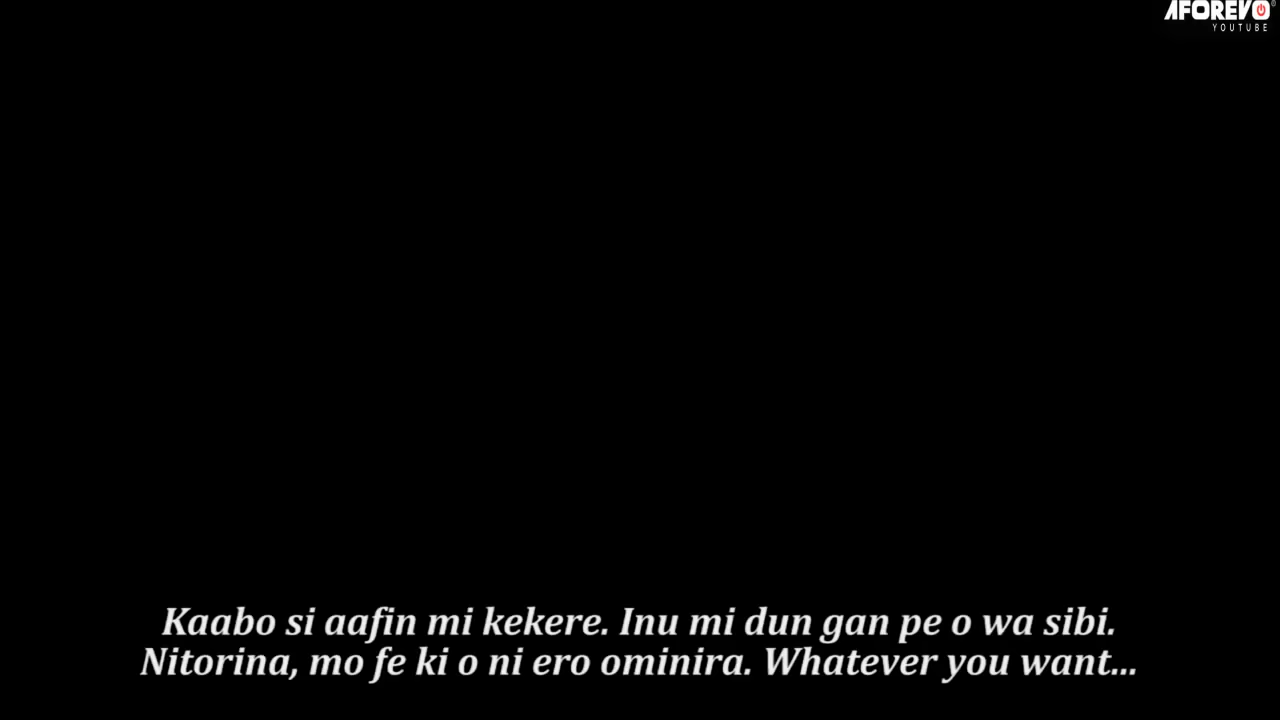 AFOREVO
YOUTUBE
Kaabo si aafin mi kekere. Inu mi dun gan pe o wa sibi.
Nitorina, mo fe ki o ni ero ominira. Whatever you want...